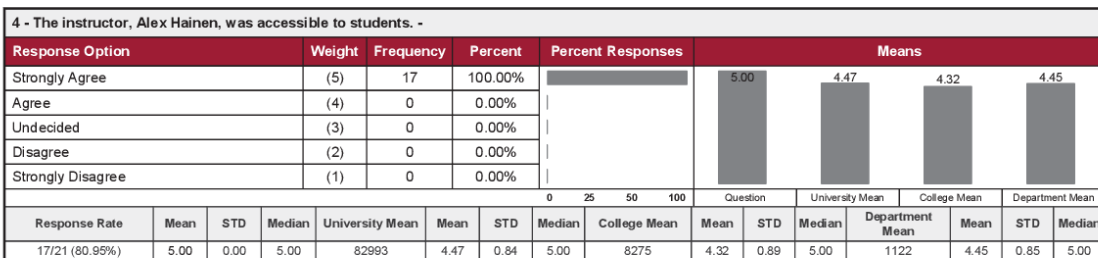 4 - The instructor, Alex Hainen, was accessible to students. -
Response Option Weight Frequency Percent Percent Responses Means
Strongly Agree (5) 17 100.00%
Agree (4) 0 0.00%
Undecided (3) 0 0.00%
Disagree (2) 0 0.00%
Strongly Disagree (1) 0 0.00%
5.00 4.47 4.32 4.45
0 25 50 100 Question University Mean College Mean Department Mean
Response Rate Mean STD Median University Mean Mean STD Median College Mean Mean STD Median Department Mean Mean STD Median
17/21 (80.95%) 5.00 0.00 5.00 82993 4.47 0.84 5.00 8275 4.32 0.89 5.00 1122 4.45 0.85 5.00